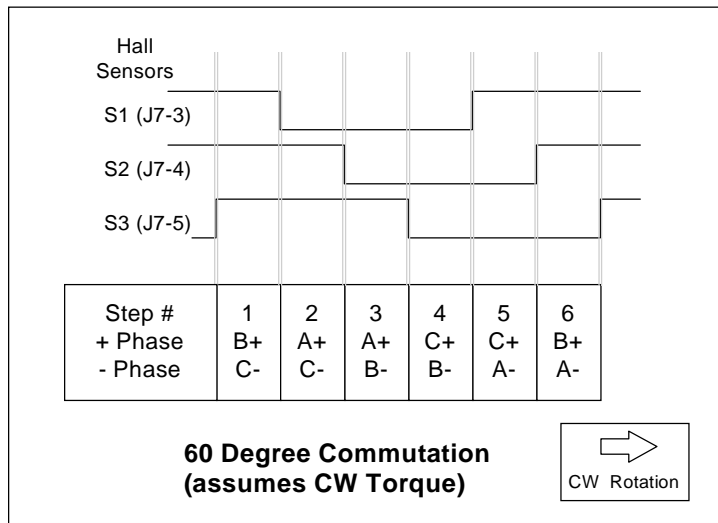 Hall
Sensors
S1 (J7-3)
S2 (J7-4)
S3 (J7-5)
Step # 1 2 3 4 5 6
+ Phase B+ A+ A+ C+ C+ B+
- Phase C- C- B- B- A- A-
60 Degree Commutation
(assumes CW Torque)
CW Rotation